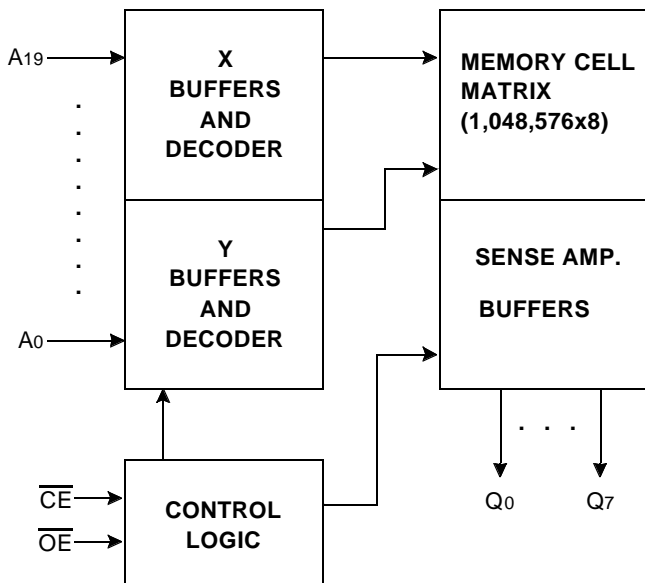 A19
X
BUFFERS
AND
DECODER
MEMORY CELL
MATRIX
(1,048,576x8)
Y
BUFFERS
AND
DECODER
SENSE AMP.
BUFFERS
A0
CE
OE
CONTROL
LOGIC
Q0
Q7